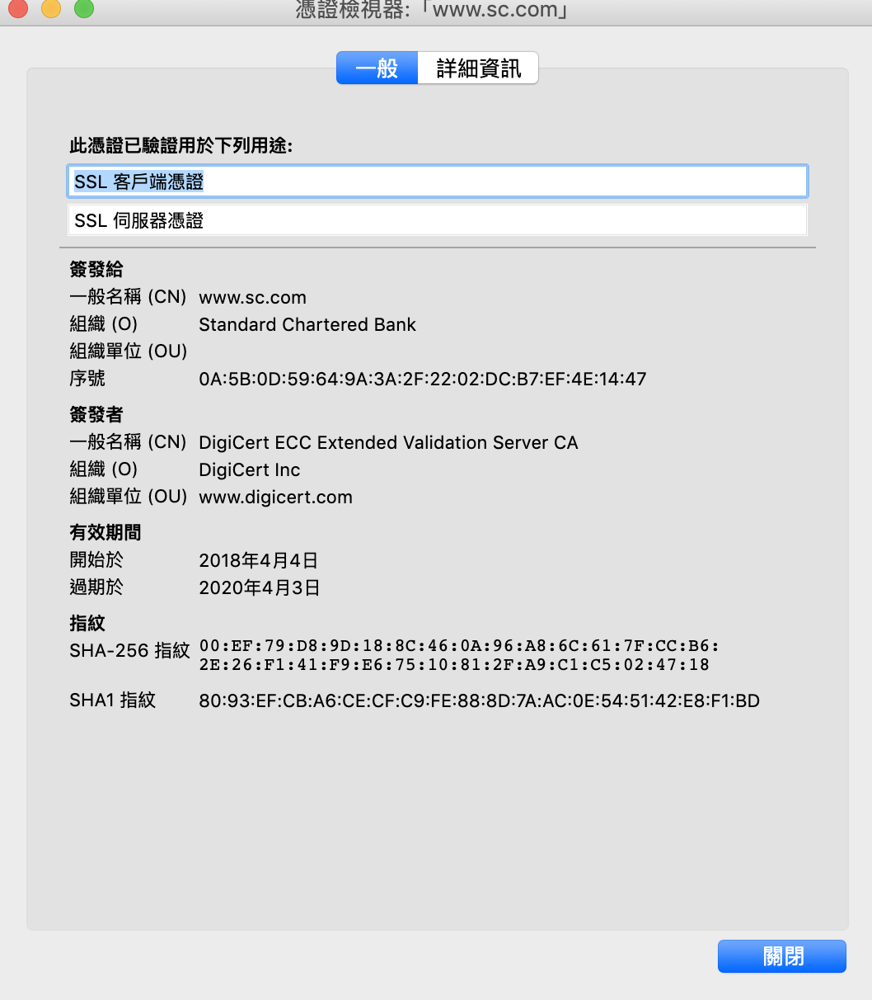 憑證檢視器:「www.sc.com」
一般 詳細資訊
此憑證已驗證用於下列用途:
SSL 客戶端憑證
SSL 伺服器憑證
簽發給
一般名稱 (CN) www.sc.com
組織 (O) Standard Chartered Bank
組織單位 (OU)
序號 0A:5B:0D:59:64:9A:3A:2F:22:02:DC:B7:EF:4E:14:47
簽發者
一般名稱 (CN) DigiCert ECC Extended Validation Server CA
組織 (O) DigiCert Inc
組織單位 (OU) www.digicert.com
有效期間
開始於 2018年4月4日
過期於 2020年4月3日
指紋
SHA-256 指紋 00:EF:79:D8:9D:18:8C:46:0A:96:A8:6C:61:7F:CC:B6:
2E:26:F1:41:F9:E6:75:10:81:2F:A9:C1:C5:02:47:18
SHA1 指紋 80:93:EF:CB:A6:CE:CF:C9:FE:88:8D:7A:AC:0E:54:51:42:E8:F1:BD
關閉